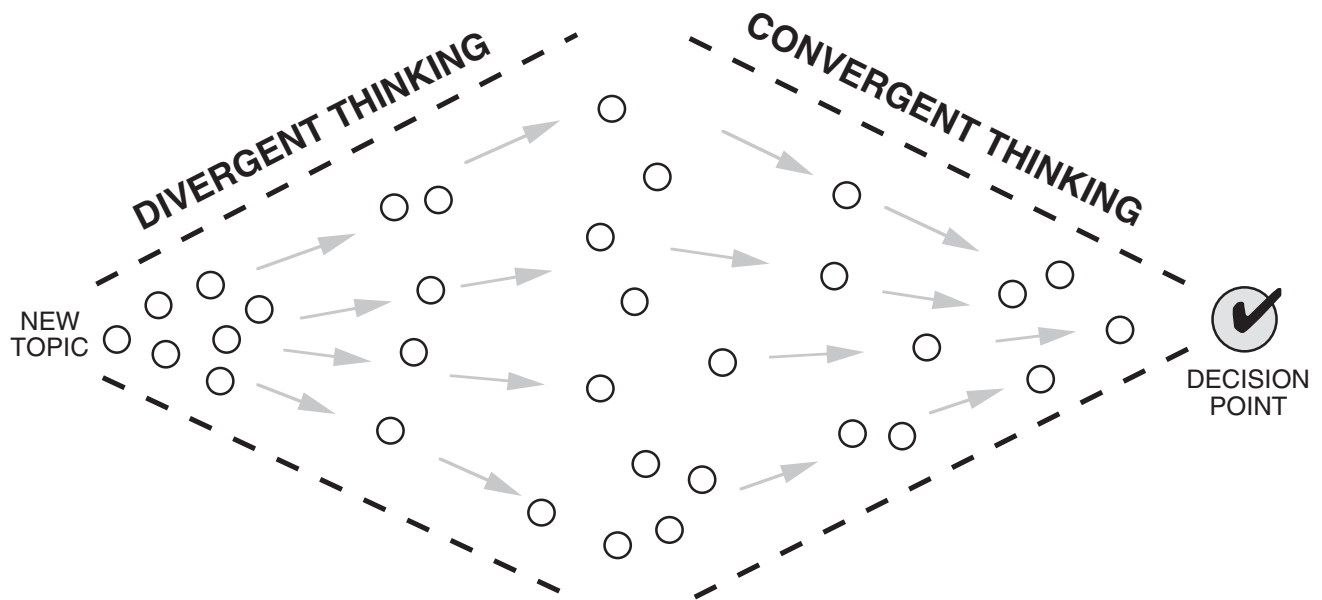 DIVERGENT THINKING
CONVERGENT THINKING
NEW
TOPIC
DECISION
POINT